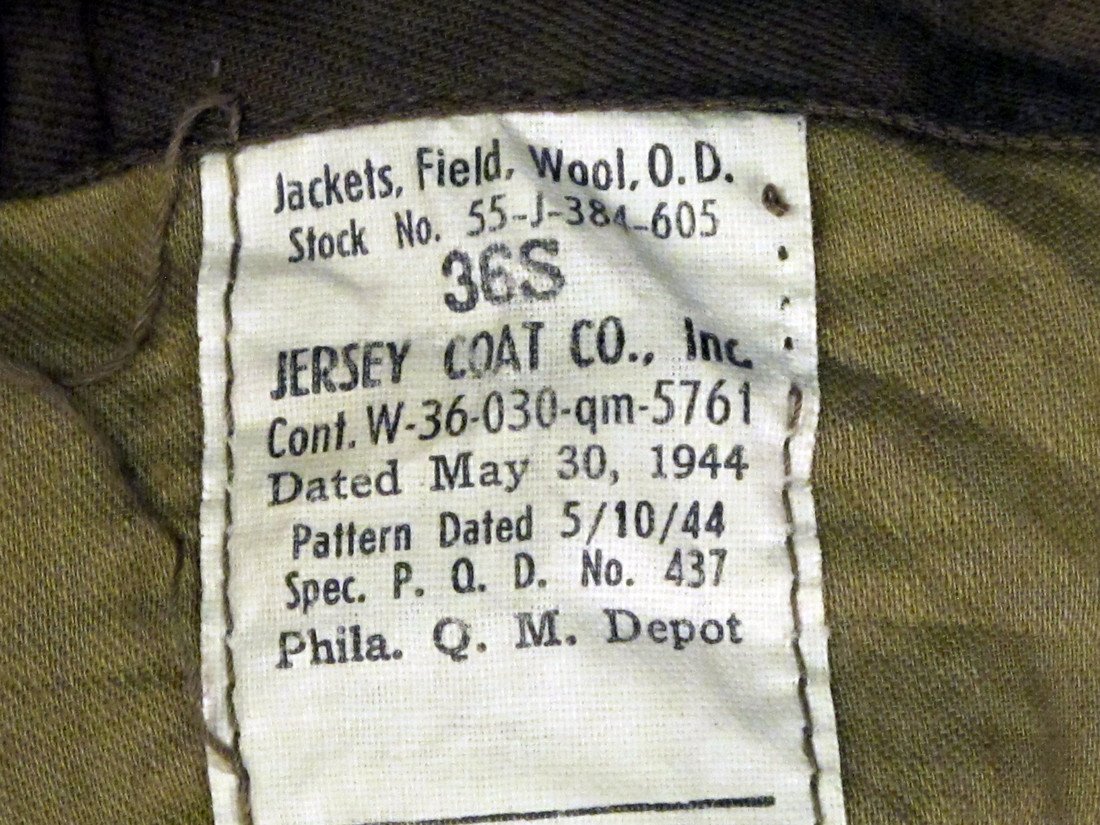 Jackets, Field, Wool, O.D.
Stock No. 55-J-384-605
36S
JERSEY COAT CO., Inc.
Cont. W-36-030-qm-5761
Dated May 30, 1944
Pattern Dated 5/10/44
Spec. P. Q. D. No. 437
Phila. Q. M. Depot